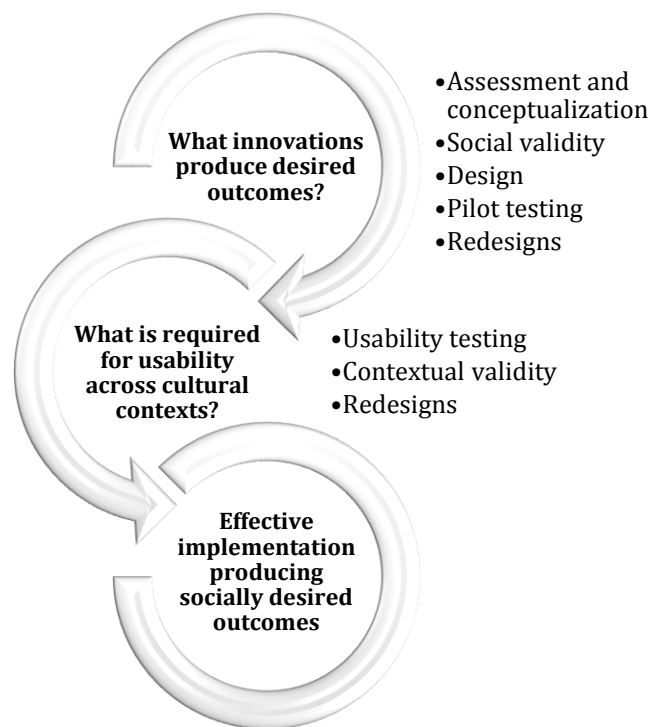 What innovations
produce desired
outcomes?
•Assessment and
conceptualization
•Social validity
•Design
•Pilot testing
•Redesigns
What is required
for usability
across cultural
contexts?
•Usability testing
•Contextual validity
•Redesigns
Effective
implementation
producing
socially desired
outcomes